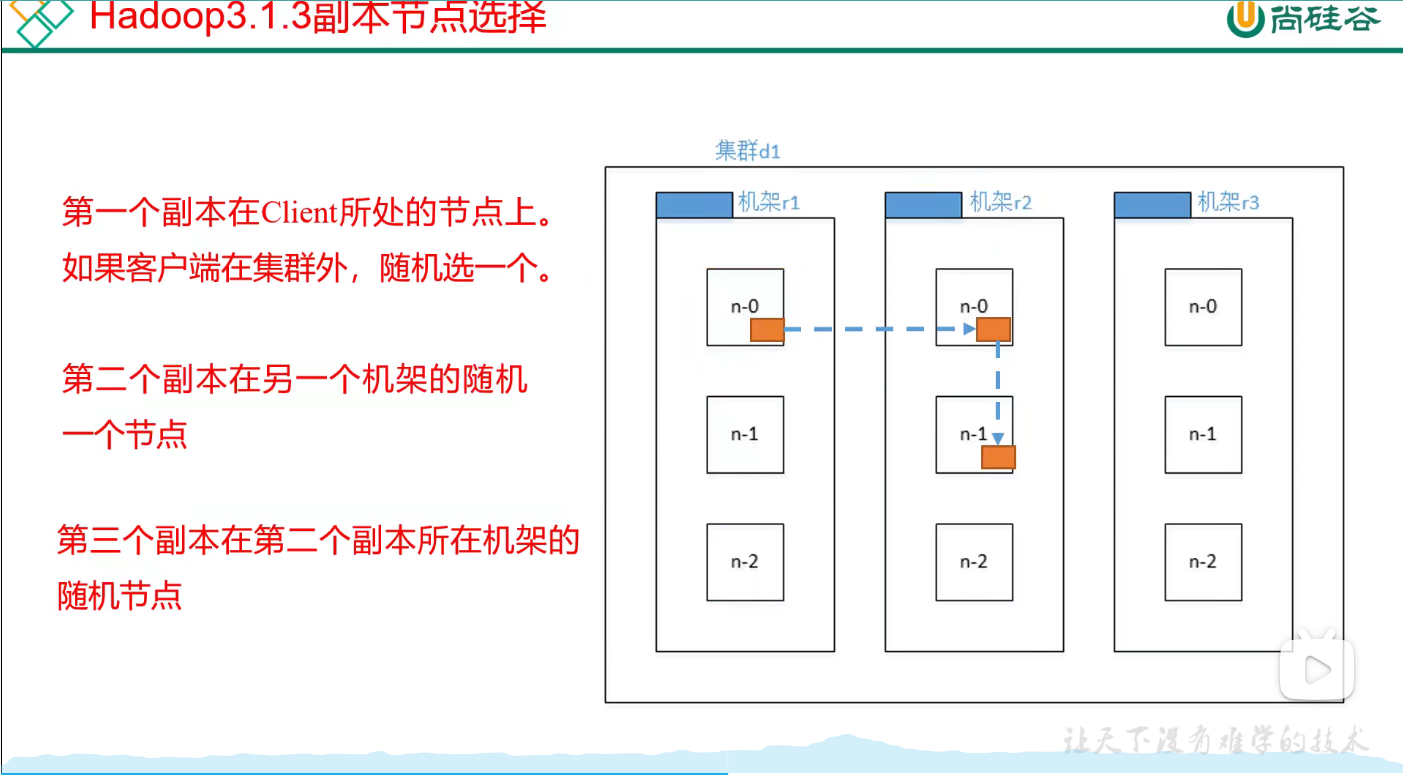 Hadoop3.1.3副本节点选择
尚硅谷
集群d1
机架r1
机架r2
机架r3
第一个副本在Client所处的节点上。
如果客户端在集群外，随机选一个。
第二个副本在另一个机架的随机
一个节点
第三个副本在第二个副本所在机架的
随机节点
n-0
n-0
n-0
n-1
n-1
n-1
n-2
n-2
n-2
让天下没有难学的技术